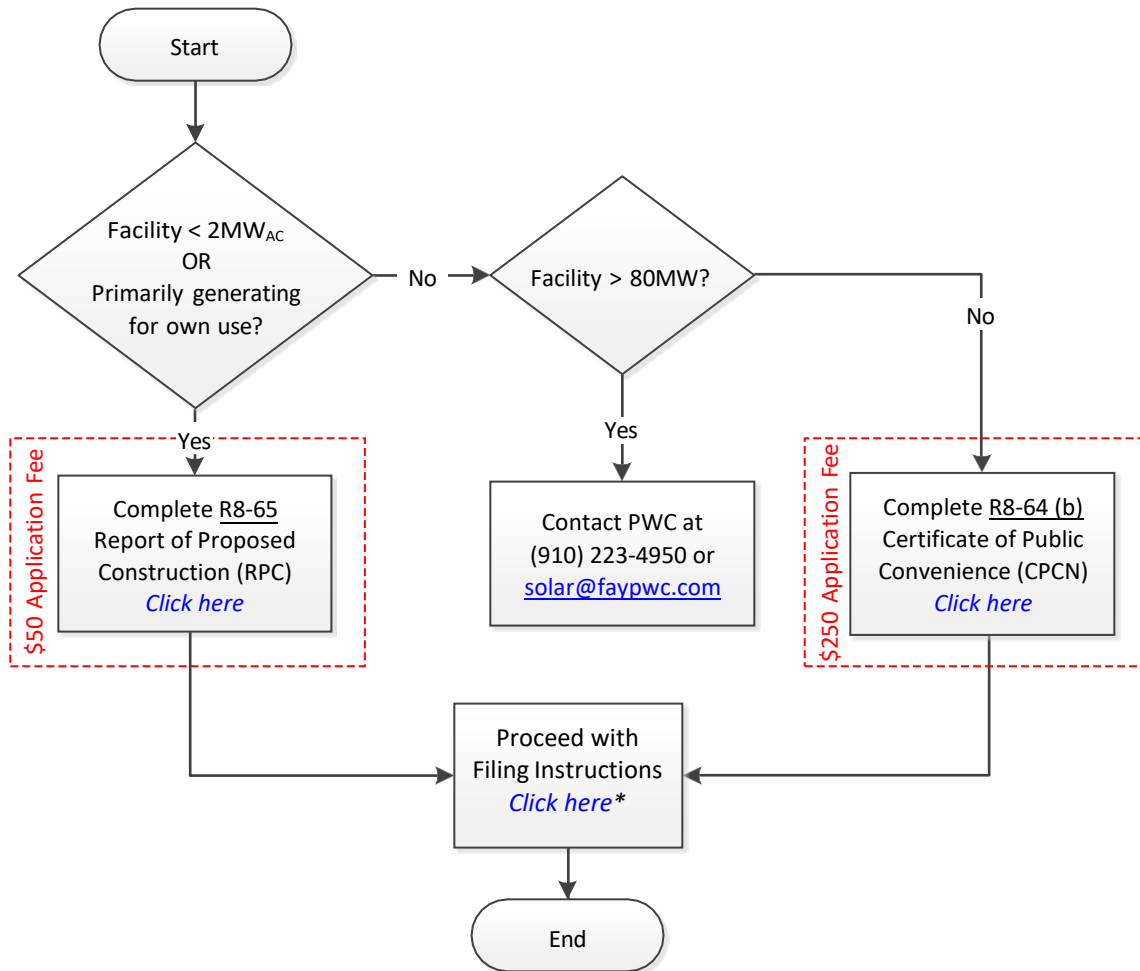 Start
Facility < 2MWAC
OR
Primarily generating
for own use?
No
Facility > 80MW?
No
Yes
Yes
$50 Application Fee
Complete R8-65
Report of Proposed
Construction (RPC)
Click here
Contact PWC at
(910) 223-4950 or
solar@faypwc.com
$250 Application Fee
Complete R8-64 (b)
Certificate of Public
Convenience (CPCN)
Click here
Proceed with
Filing Instructions
Click here*
End